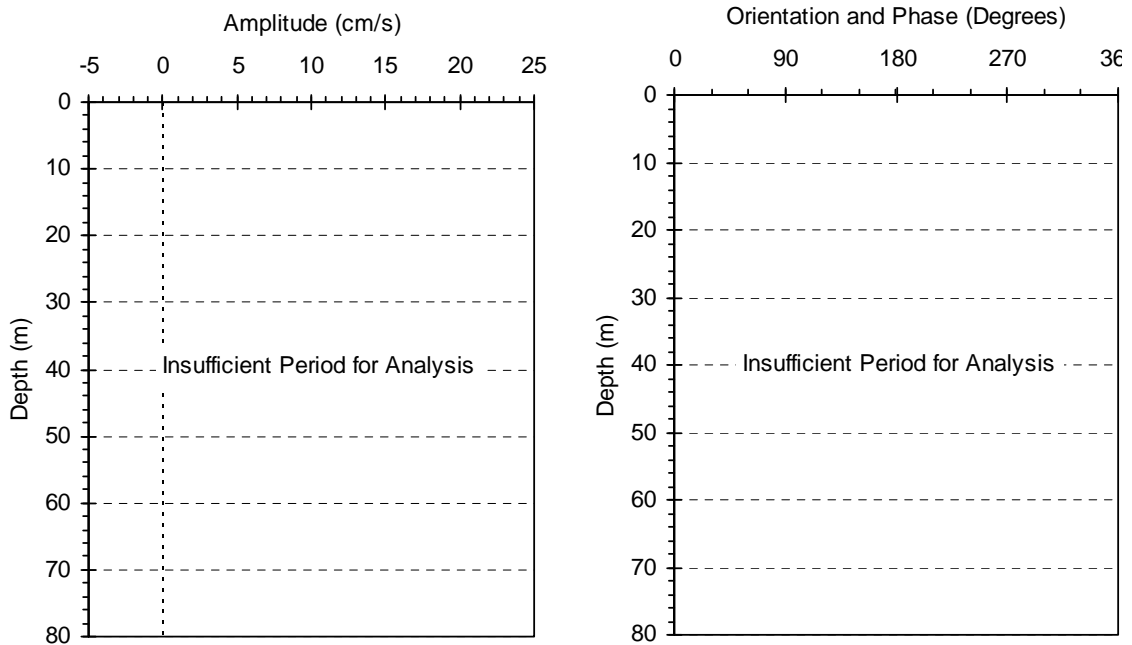 Amplitude (cm/s)
-5 0 5 10 15 20 25
0
10
20
30
40
50
60
70
80
Depth (m)
Insufficient Period for Analysis
Orientation and Phase (Degrees)
0 90 180 270 36
0
10
20
30
40
50
60
70
80
Depth (m)
Insufficient Period for Analysis